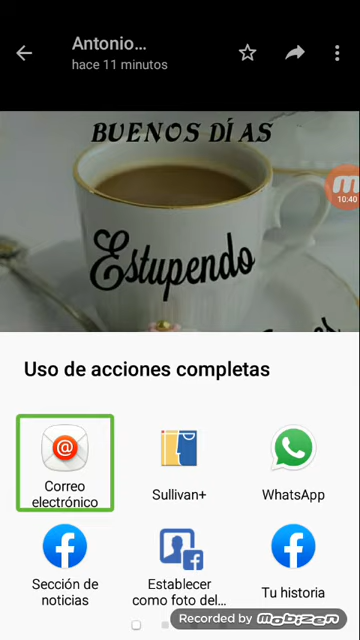 Antonio...
hace 11 minutos
BUENOS DÍAS
10:40
Estupendo
Uso de acciones completas
Correo
electrónico
Sullivan+
WhatsApp
Sección de
noticias
Establecer
como foto del...
Tu historia
Recorded by mobizen